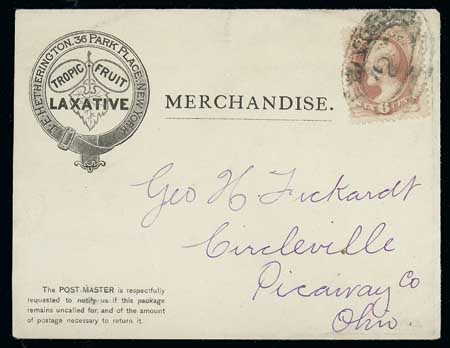 J.E. HETHERINGTON. 36 PARK PLACE. NEW YORK.
TROPIC FRUIT
LAXATIVE
MERCHANDISE.
6
Geo H Fickardt
Circleville
Picaway Co
Ohio.
The POST-MASTER is respectfully
requested to notify us if this package
remains uncalled for; and of the amount
of postage necessary to return it.